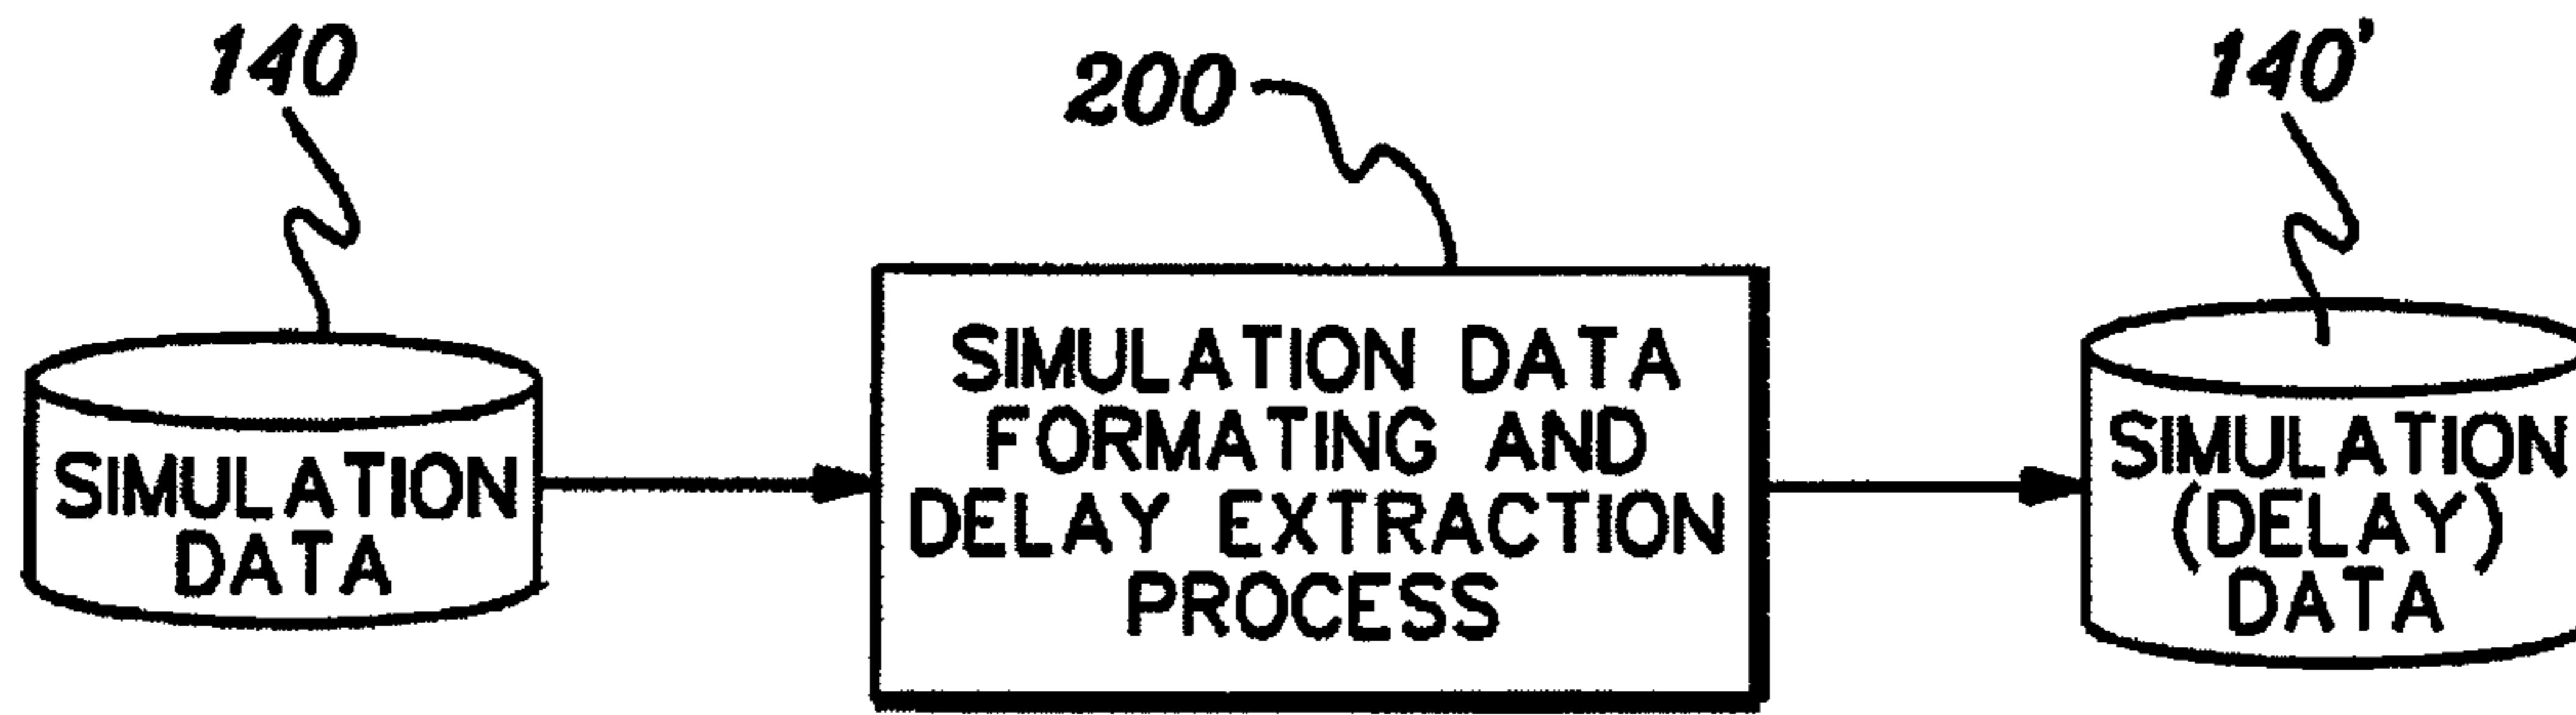 140
200
140'
SIMULATION
DATA
SIMULATION DATA
FORMATING AND
DELAY EXTRACTION
PROCESS
SIMULATION
(DELAY)
DATA